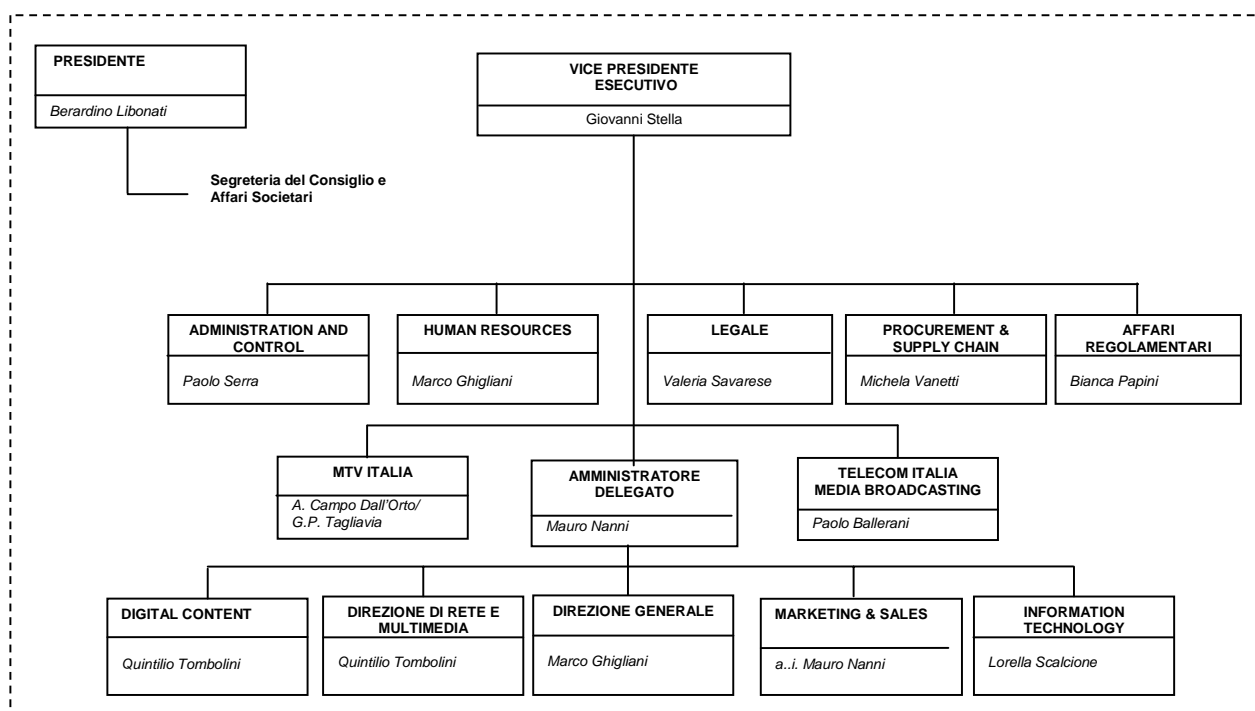 PRESIDENTE
Berardino Libonati
VICE PRESIDENTE
ESECUTIVO
Giovanni Stella
Segreteria del Consiglio e
Affari Societari
ADMINISTRATION AND
CONTROL
Paolo Serra
HUMAN RESOURCES
Marco Ghigliani
LEGALE
Valeria Savarese
PROCUREMENT &
SUPPLY CHAIN
Michela Vanetti
AFFARI
REGOLAMENTARI
Bianca Papini
MTV ITALIA
A. Campo Dall'Orto/
G.P. Tagliavia
AMMINISTRATORE
DELEGATO
Mauro Nanni
TELECOM ITALIA
MEDIA BROADCASTING
Paolo Ballerani
DIGITAL CONTENT
Quintilio Tombolini
DIREZIONE DI RETE E
MULTIMEDIA
Quintilio Tombolini
DIREZIONE GENERALE
Marco Ghigliani
MARKETING & SALES
a..i. Mauro Nanni
INFORMATION
TECHNOLOGY
Lorella Scalcione